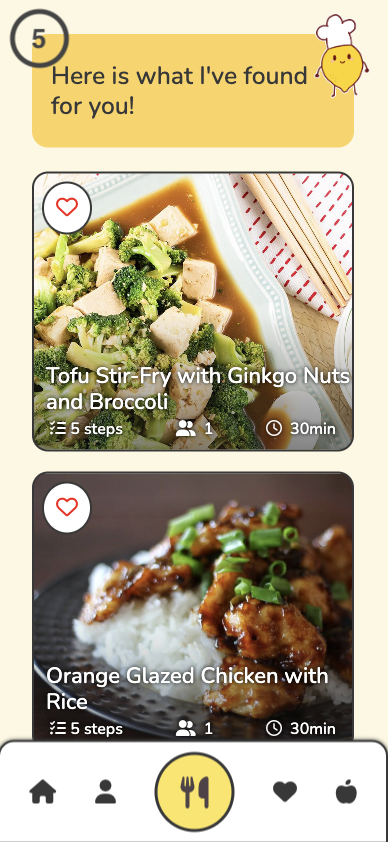 5
Here is what I've found
for you!
Tofu Stir-Fry with Ginkgo Nuts
and Broccoli
5 steps 1 30min
Orange Glazed Chicken with
Rice
5 steps 1 30min